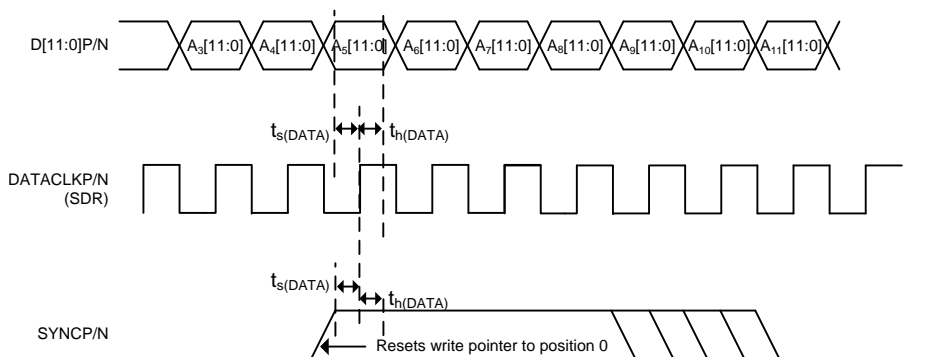 D[11:0]P/N
A3[11:0] A4[11:0] A5[11:0] A6[11:0] A7[11:0] A8[11:0] A9[11:0] A10[11:0] A11[11:0]
ts(DATA) th(DATA)
DATACLKP/N
(SDR)
ts(DATA)
th(DATA)
SYNCP/N
Resets write pointer to position 0